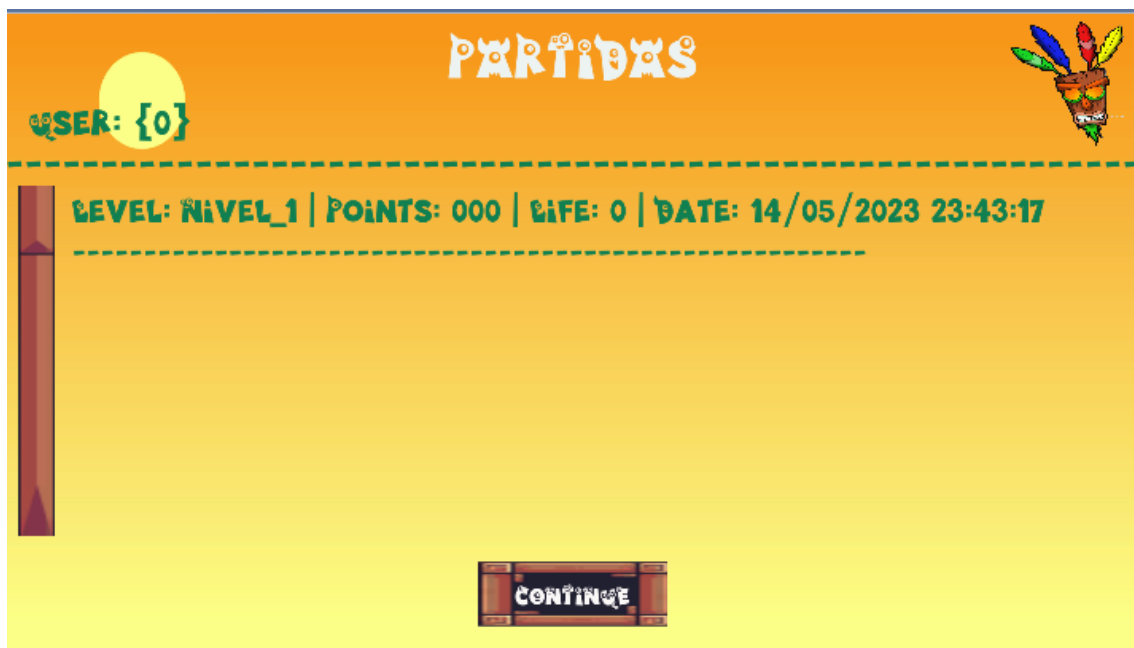 PARTIDAS
USER: {0}
LEVEL: NIVEL_1 | POINTS: 000 | LIFE: 0 | DATE: 14/05/2023 23:43:17
CONTINUE